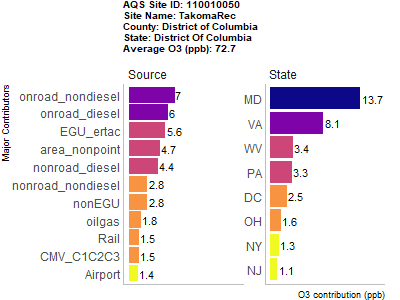 AQS Site ID: 110010050
Site Name: TakomaRec
County: District of Columbia
State: District Of Columbia
Average O3 (ppb): 72.7
Major Contributors
Source
onroad_nondiesel 7
onroad_diesel 6
EGU_ertac 5.6
area_nonpoint 4.7
nonroad_diesel 4.4
nonroad_nondiesel 2.8
nonEGU 2.8
oilgas 1.8
Rail 1.5
CMV_C1C2C3 1.5
Airport 1.4
State
MD 13.7
VA 8.1
WV 3.4
PA 3.3
DC 2.5
OH 1.6
NY 1.3
NJ 1.1
O3 contribution (ppb)